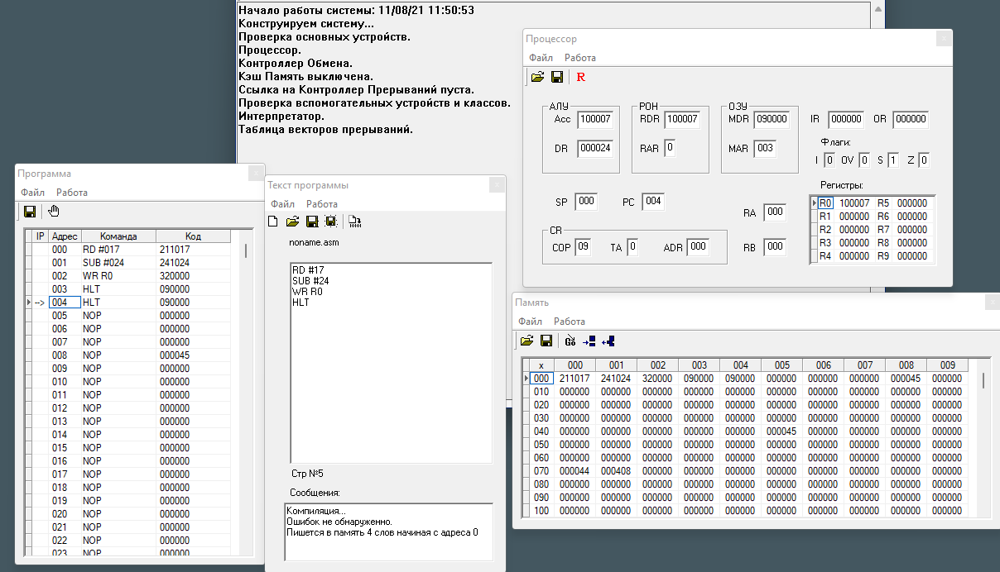 Начало работы системы: 11/08/21 11:50:53
Конструируем систему...
Проверка основных устройств.
Процессор.
Контроллер Обмена.
Кэш Память выключена.
Ссылка на Контроллер Прерываний пуста.
Проверка вспомогательных устройств и классов.
Интерпретатор.
Таблица векторов прерываний.
Процессор
Файл Работа
R
АЛУ
Acc 100007
DR 000024
РОН
RDR 100007
RAR 0
ОЗУ
MDR 090000
MAR 003
IR 000000 OR 000000
Флаги:
I 0 OV 0 S 1 Z 0
SP 000 PC 004
RA 000
RB 000
CR
COP 09 TA 0 ADR 000
Регистры:
R0 100007 R5 000000
R1 000000 R6 000000
R2 000000 R7 000000
R3 000000 R8 000000
R4 000000 R9 000000
Программа
Файл Работа
IP Адрес Команда Код
000 RD #017 211017
001 SUB #024 241024
002 WR R0 320000
003 HLT 090000
--> 004 HLT 090000
005 NOP 000000
006 NOP 000000
007 NOP 000000
008 NOP 000045
009 NOP 000000
010 NOP 000000
011 NOP 000000
012 NOP 000000
013 NOP 000000
014 NOP 000000
015 NOP 000000
016 NOP 000000
017 NOP 000000
018 NOP 000000
019 NOP 000000
020 NOP 000000
021 NOP 000000
022 NOP 000000
023 NOP 000000
Текст программы
Файл Работа
noname.asm
RD #17
SUB #24
WR R0
HLT
Стр №5
Сообщения:
Компиляция...
Ошибок не обнаруженно.
Пишется в память 4 слов начиная с адреса 0
Память
Файл Работа
Go
x 000 001 002 003 004 005 006 007 008 009
000 211017 241024 320000 090000 090000 000000 000000 000000 000045 000000
010 000000 000000 000000 000000 000000 000000 000000 000000 000000 000000
020 000000 000000 000000 000000 000000 000000 000000 000000 000000 000000
030 000000 000000 000000 000000 000000 000000 000000 000000 000000 000000
040 000000 000000 000000 000000 000000 000045 000000 000000 000000 000000
050 000000 000000 000000 000000 000000 000000 000000 000000 000000 000000
060 000000 000000 000000 000000 000000 000000 000000 000000 000000 000000
070 000044 000408 000000 000000 000000 000000 000000 000000 000000 000000
080 000000 000000 000000 000000 000000 000000 000000 000000 000000 000000
090 000000 000000 000000 000000 000000 000000 000000 000000 000000 000000
100 000000 000000 000000 000000 000000 000000 000000 000000 000000 000000